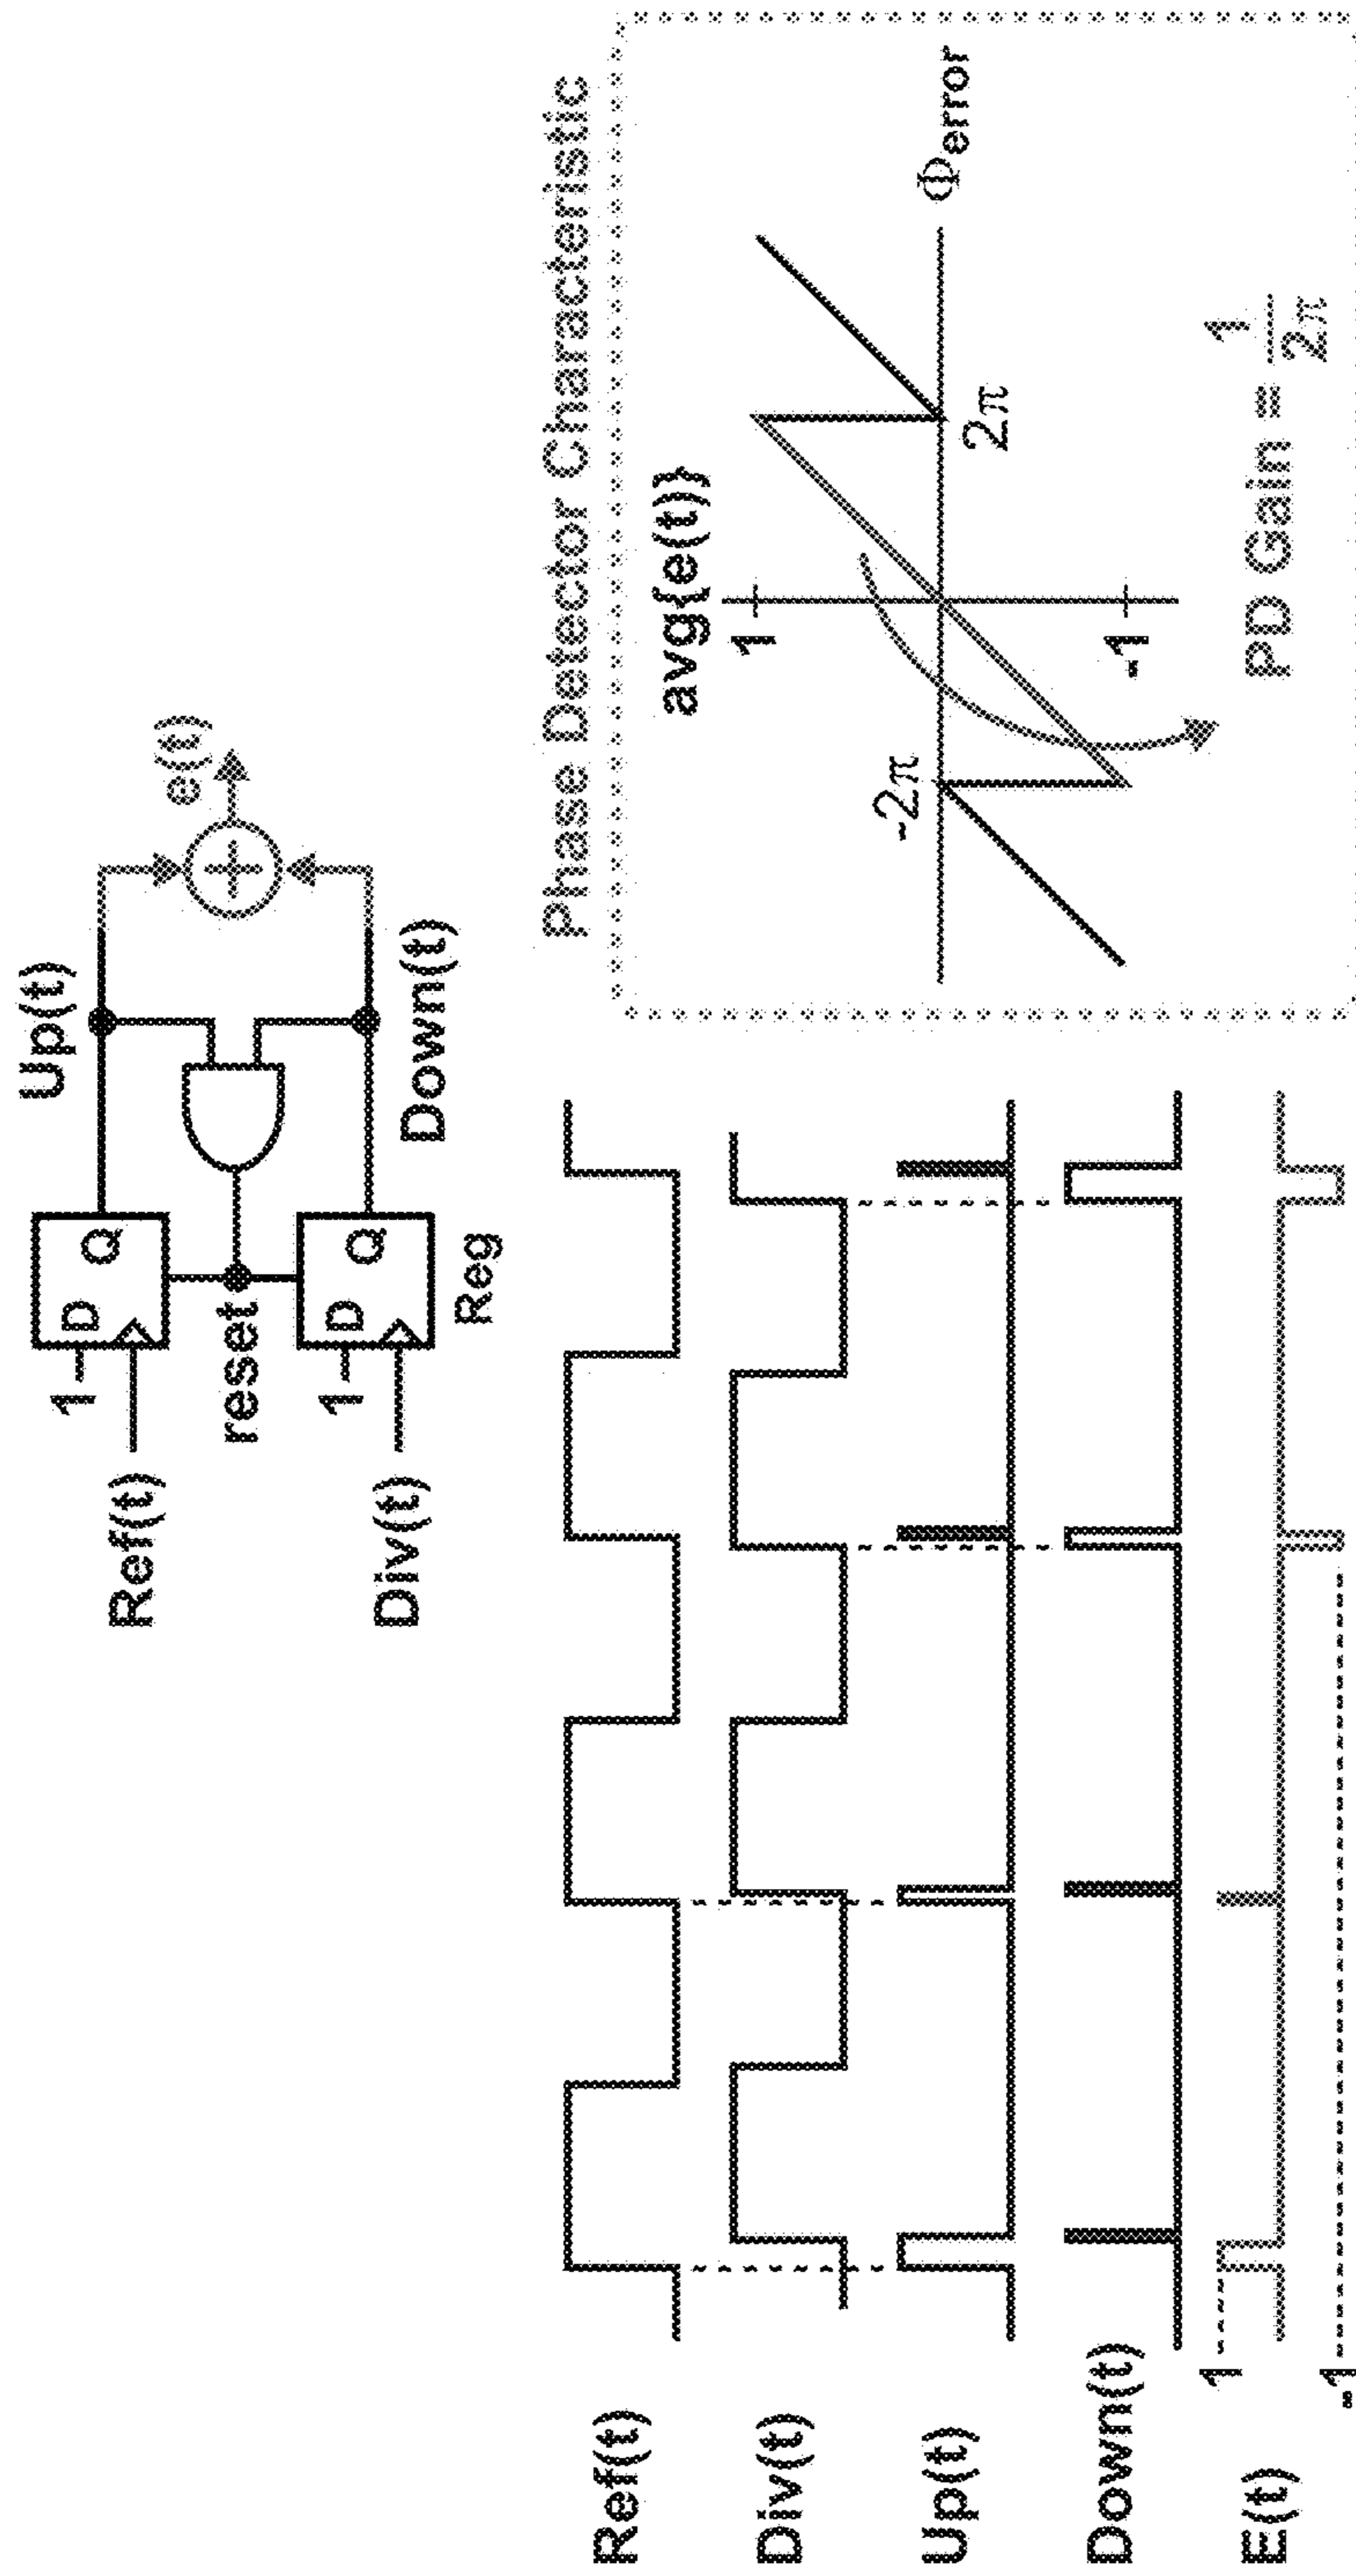 Up(t)
D Q
1
Ref(t)
e(t)
reset
D Q
1
Div(t)
Down(t)
Reg
Phase Detector Characteristic
avg{e(t)}
1
-2π
2π
Φerror
-1
PD Gain = 1/2π
Ref(t)
Div(t)
Up(t)
Down(t)
1
E(t)
-1